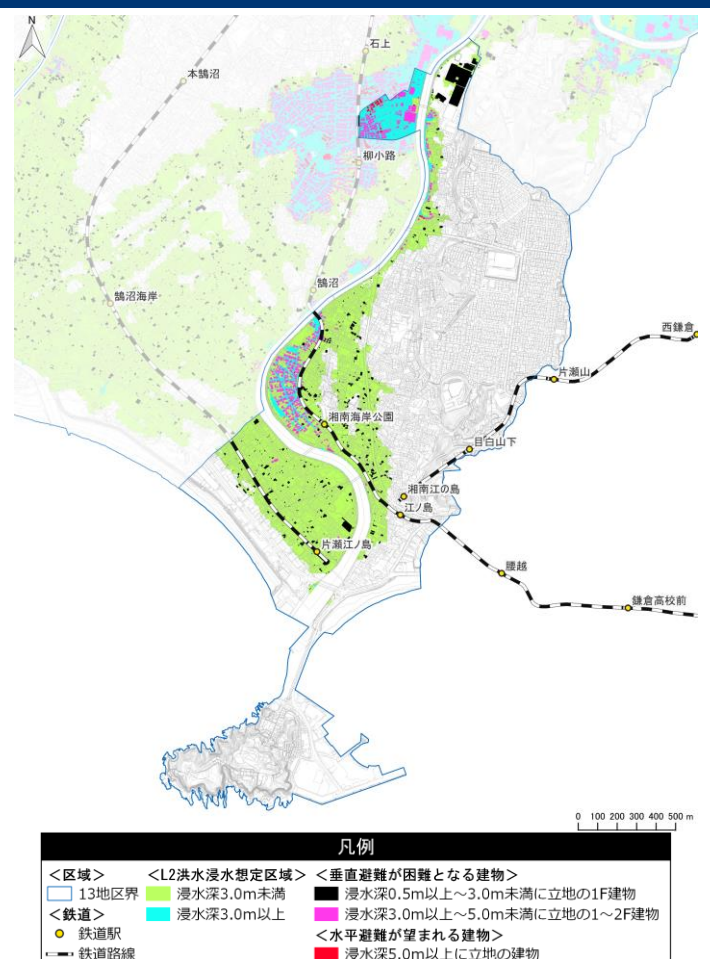 N
石上
本鵠沼
柳小路
鵠沼
鵠沼海岸
西鎌倉
片瀬山
湘南海岸公園
目白山下
湘南江の島
江ノ島
片瀬江ノ島
腰越
鎌倉高校前
0 100 200 300 400 500 m
凡例
<区域> <L2洪水浸水想定区域> <垂直避難が困難となる建物>
13地区界 浸水深3.0m未満 浸水深0.5m以上~3.0m未満に立地の1F建物
<鉄道> 浸水深3.0m以上 浸水深3.0m以上~5.0m未満に立地の1~2F建物
鉄道駅 <水平避難が望まれる建物>
鉄道路線 浸水深5.0m以上に立地の建物